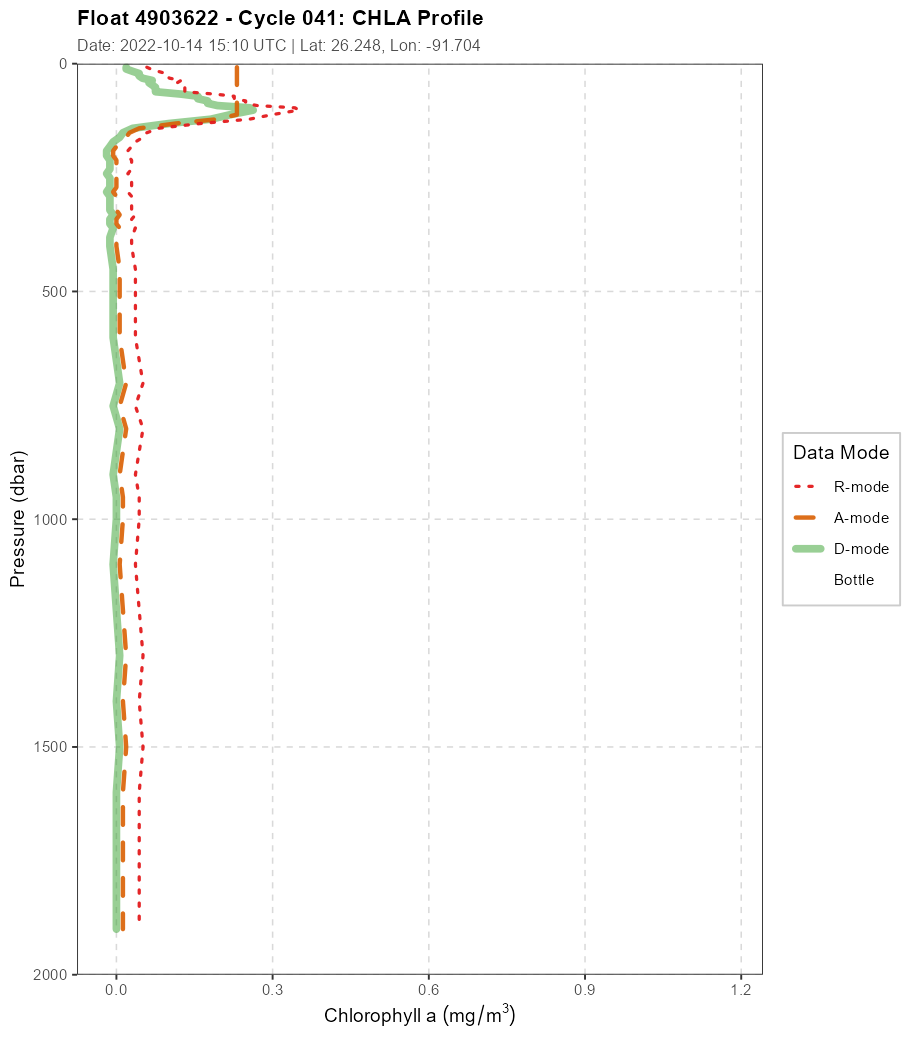 Float 4903622 - Cycle 041: CHLA Profile
Date: 2022-10-14 15:10 UTC | Lat: 26.248, Lon: -91.704
0
500
1000
1500
2000
Pressure (dbar)
0.0 0.3 0.6 0.9 1.2
Chlorophyll a (mg/m³)
Data Mode
R-mode
A-mode
D-mode
Bottle